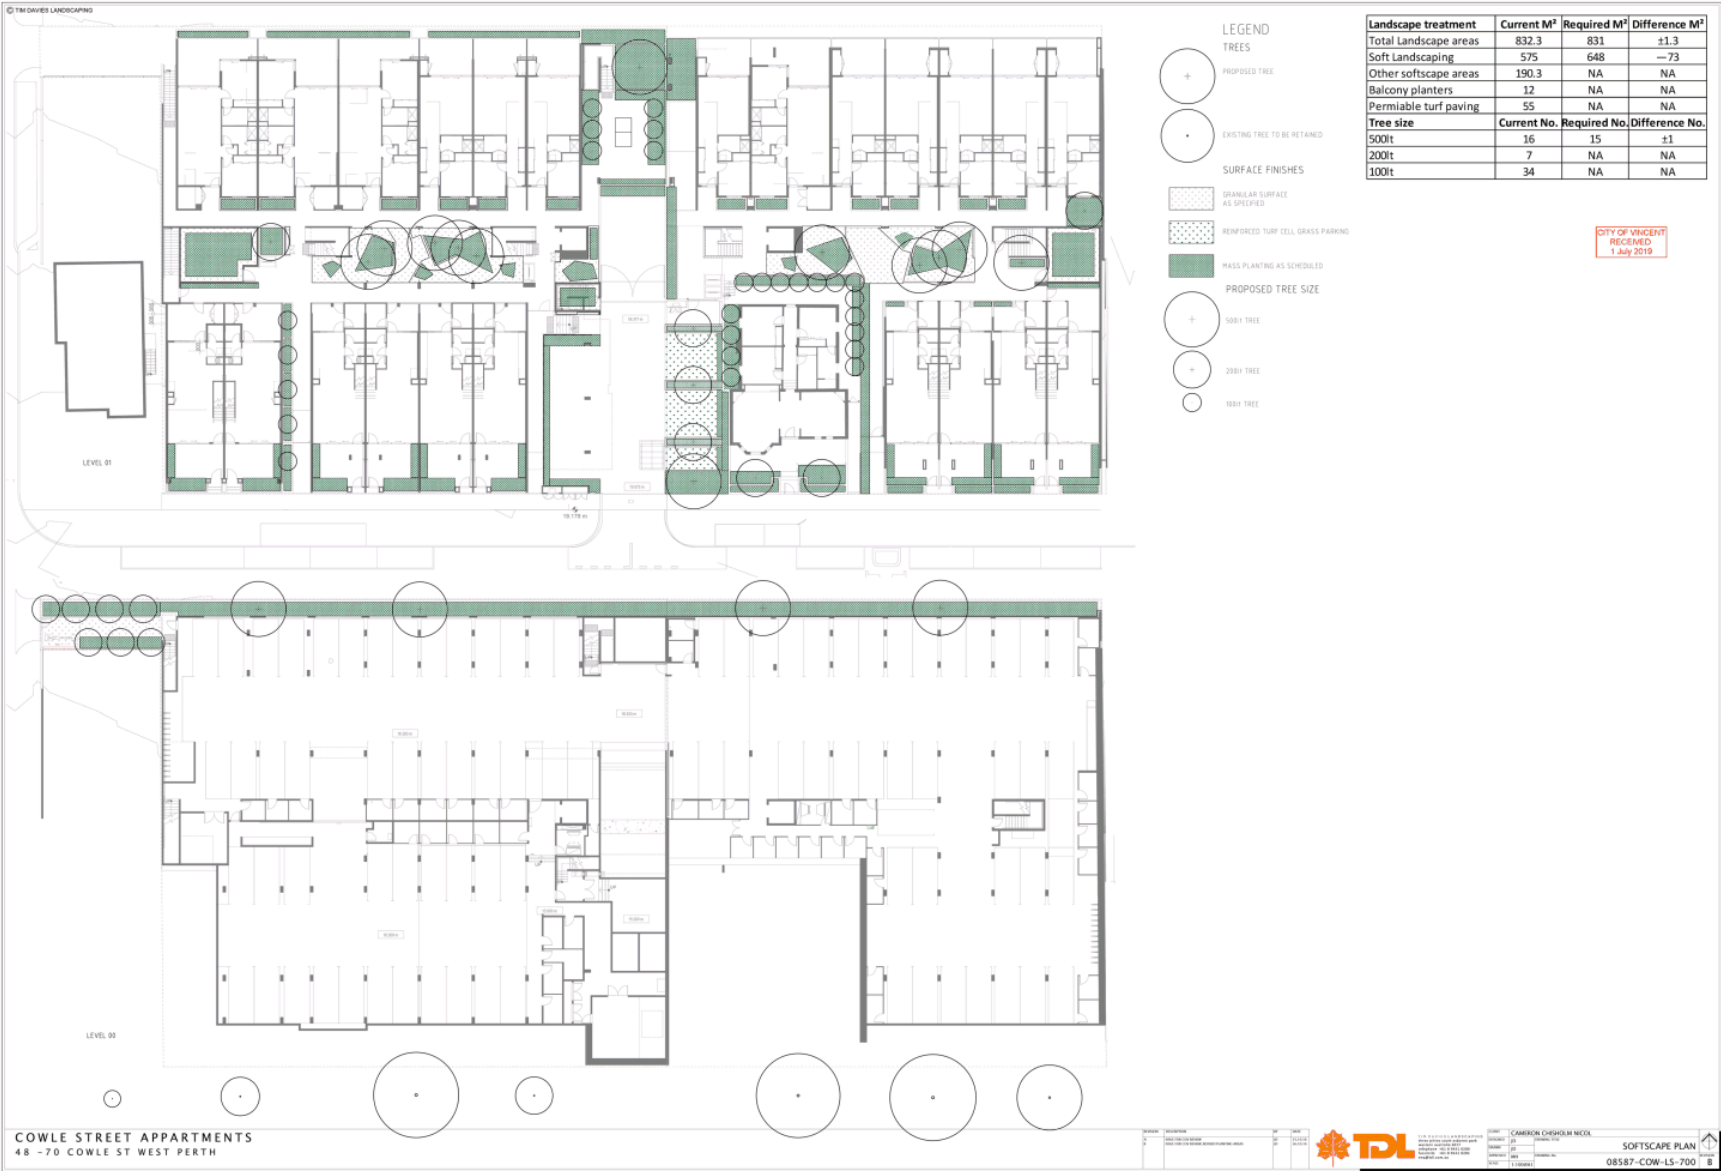 © TIM DAVIES LANDSCAPING
LEGEND
TREES
PROPOSED TREE
EXISTING TREE TO BE RETAINED
SURFACE FINISHES
GRANULAR SURFACE
AS SPECIFIED
REINFORCED TURF CELL GRASS PARKING
MASS PLANTING AS SCHEDULED
PROPOSED TREE SIZE
500lt TREE
200lt TREE
100lt TREE
Landscape treatment Current M² Required M² Difference M²
Total Landscape areas 832.3 831 ±1.3
Soft Landscaping 575 648 —73
Other softscape areas 190.3 NA NA
Balcony planters 12 NA NA
Permiable turf paving 55 NA NA
Tree size Current No. Required No. Difference No.
500lt 16 15 ±1
200lt 7 NA NA
100lt 34 NA NA
CITY OF VINCENT
RECEIVED
1 July 2019
LEVEL 01
19.179 m
LEVEL 00
COWLE STREET APPARTMENTS
48 -70 COWLE ST WEST PERTH
TDL
CAMERON CHISHOLM NICOL
SOFTSCAPE PLAN
08587-COW-LS-700 B